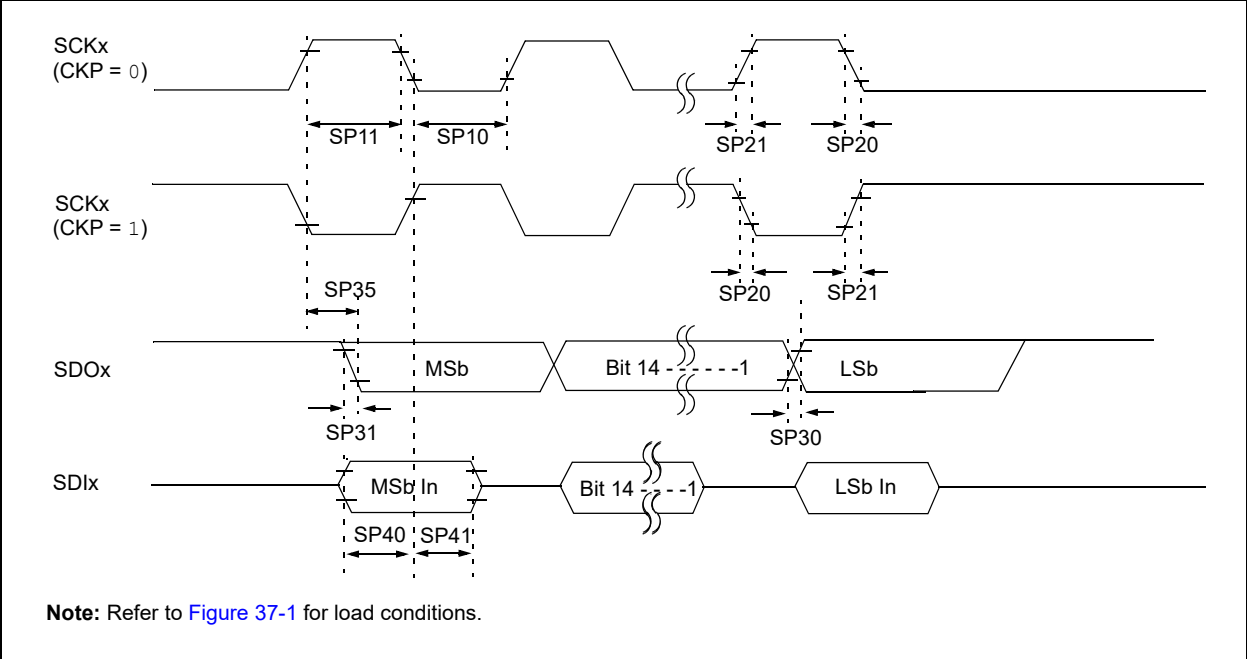 SCKx
(CKP = 0)
SP11
SP10
SP21
SP20
SCKx
(CKP = 1)
SP35
SP20
SP21
SDOx
MSb
Bit 14 - - - - - -1
LSb
SP31
SP30
SDIx
MSb In
Bit 14 - - - -1
LSb In
SP40
SP41
Note: Refer to Figure 37-1 for load conditions.